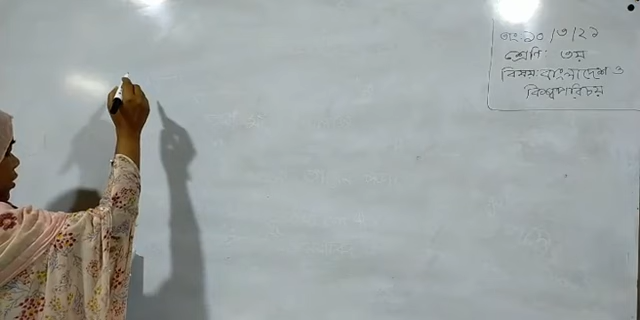 তাং ১০/৩/২১
শ্রেণি: ৩য়
বিষয়: বাংলাদেশ ও
বিশ্বপরিচয়